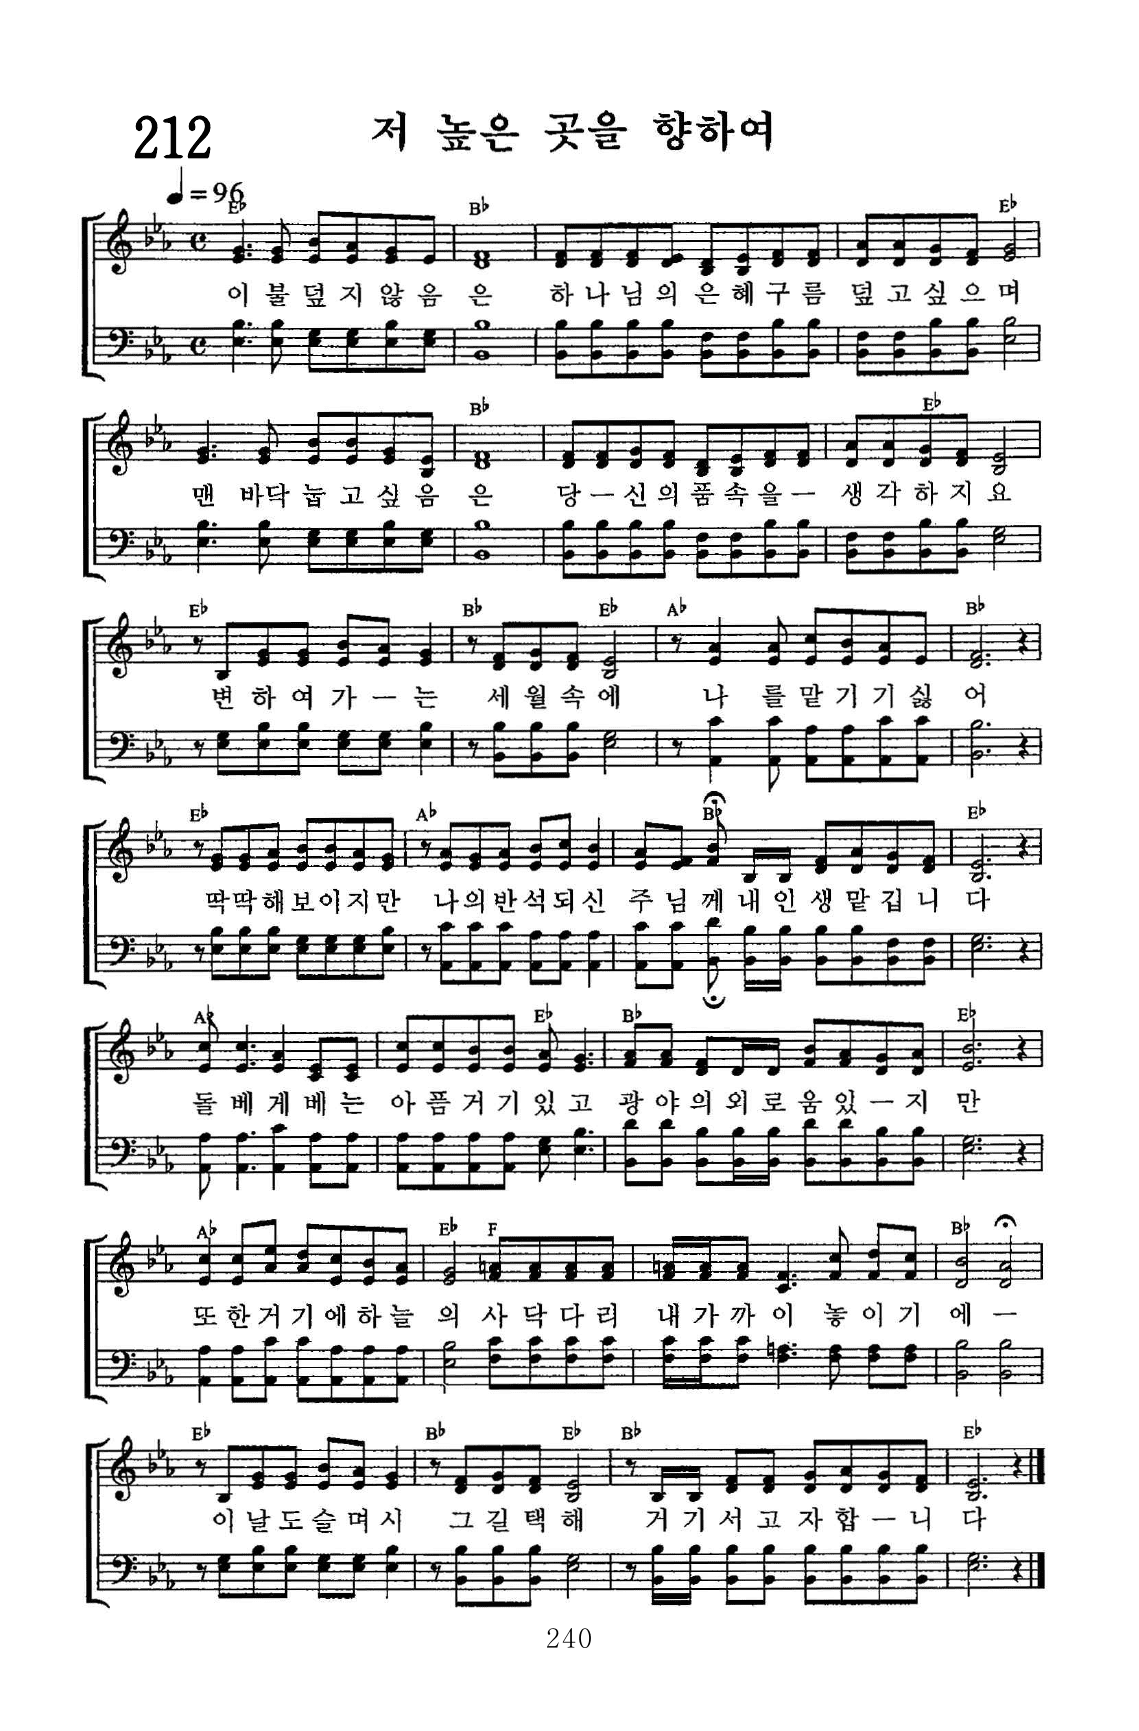 212
저 높은 곳을 향하여
♩=96
E♭ B♭ E♭
이 불 덮 지 않 음 은 하 나 님 의 은 혜 구 름 덮 고 싶 으 며
B♭ E♭
맨 바닥 눕 고 싶 음 은 당 ー 신 의 품 속 을 ー 생 각 하 지 요
E♭ B♭ E♭ A♭ B♭
변 하 여 가 ー 는 세 월 속 에 나 를 맡 기 기 싫 어
E♭ A♭ B♭ E♭
딱딱해보이지만 나의반석되신 주 님 께 내 인 생 맡 깁 니 다
A♭ E♭ B♭ E♭
돌 베 게 베 는 아 픔 거 기 있 고 광 야 의 외 로 움 있 ー 지 만
A♭ E♭ F B♭
또 한 거 기 에 하 늘 의 사 닥 다 리 내 가 까 이 놓 이 기 에 ー
E♭ B♭ E♭ B♭ E♭
이 날 도 슬 며 시 그 길 택 해 거 기 서 고 자 합 ー 니 다
240